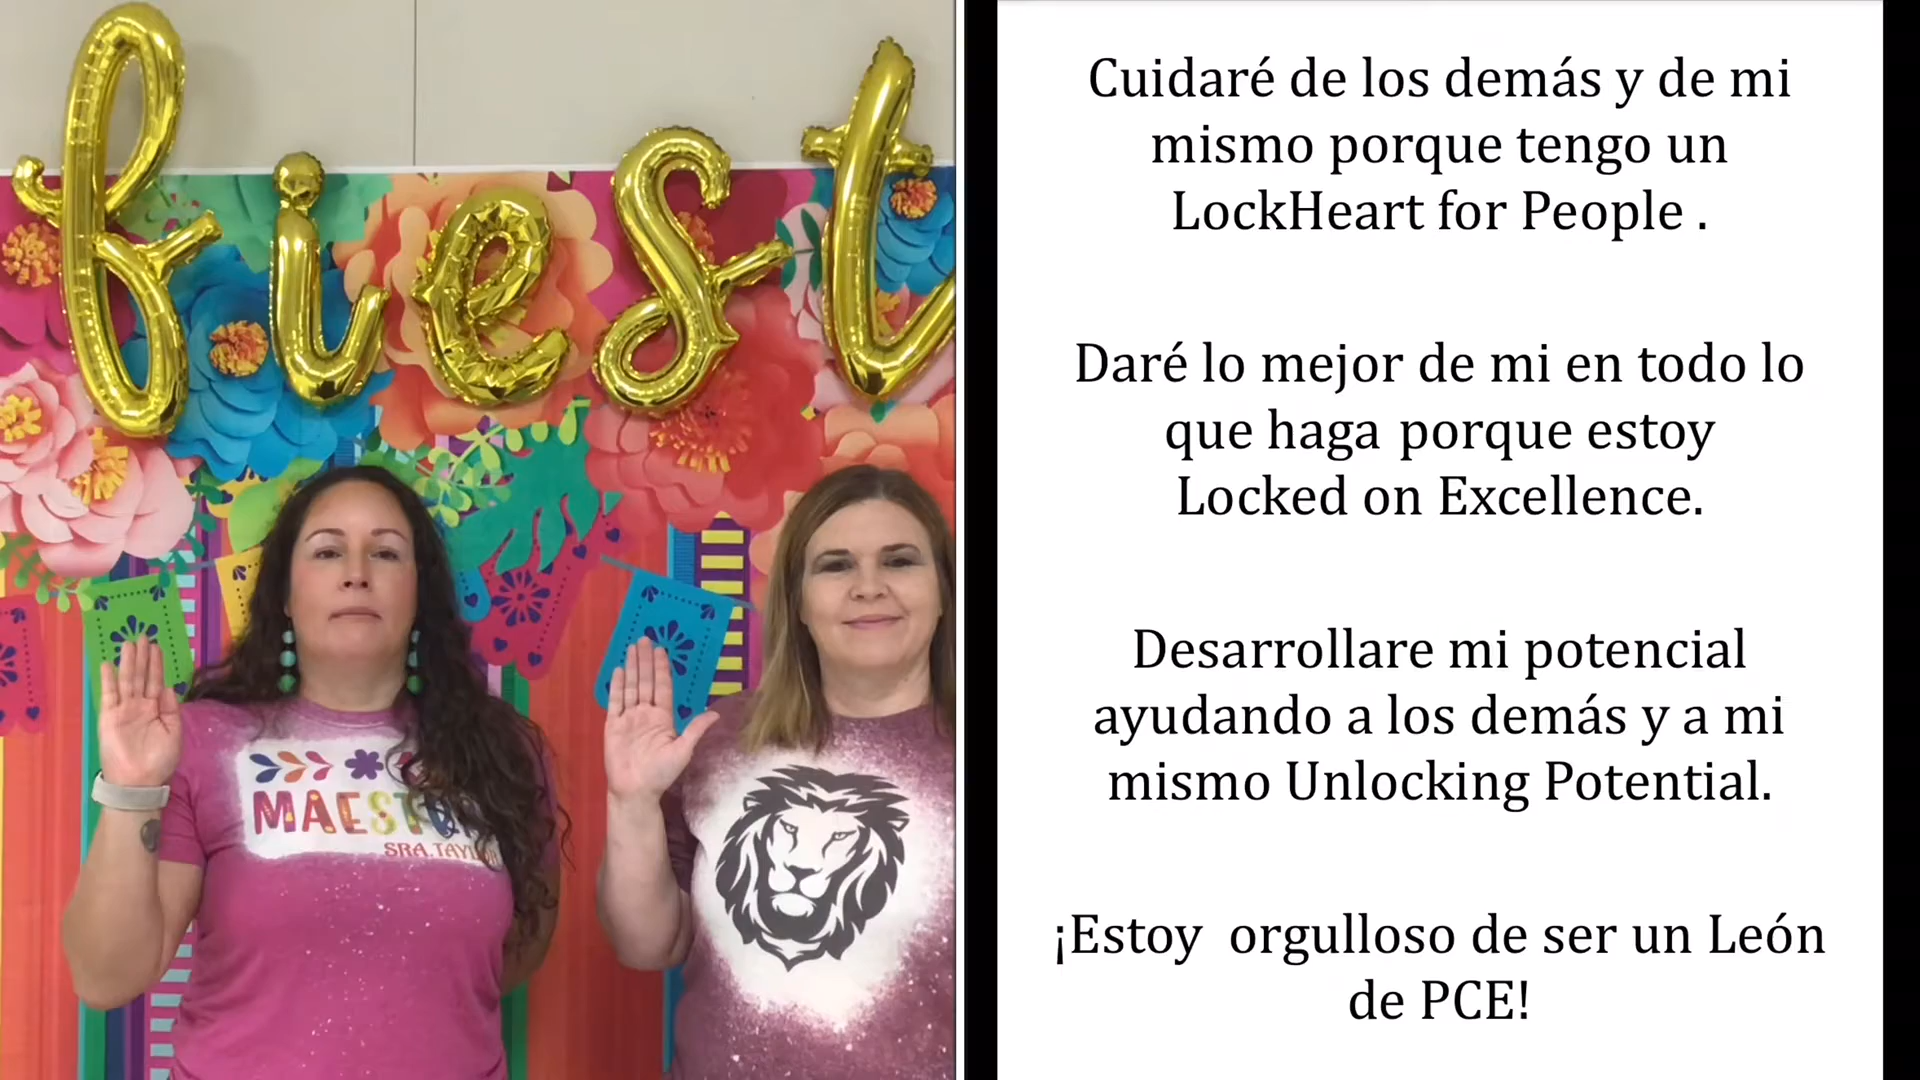 fiest
MAEST
SRA. TAYLOR
Cuidaré de los demás y de mi
mismo porque tengo un
LockHeart for People .
Daré lo mejor de mi en todo lo
que haga porque estoy
Locked on Excellence.
Desarrollare mi potencial
ayudando a los demás y a mi
mismo Unlocking Potential.
¡Estoy orgulloso de ser un León
de PCE!